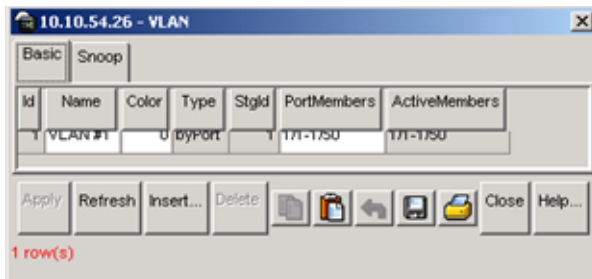 10.10.54.26 - VLAN
Basic Snoop
Id Name Color Type StgId PortMembers ActiveMembers
1 VLAN #1 0 byPort 1 1/1-1/50 1/1-1/50
Apply Refresh Insert... Delete Close Help...
1 row(s)